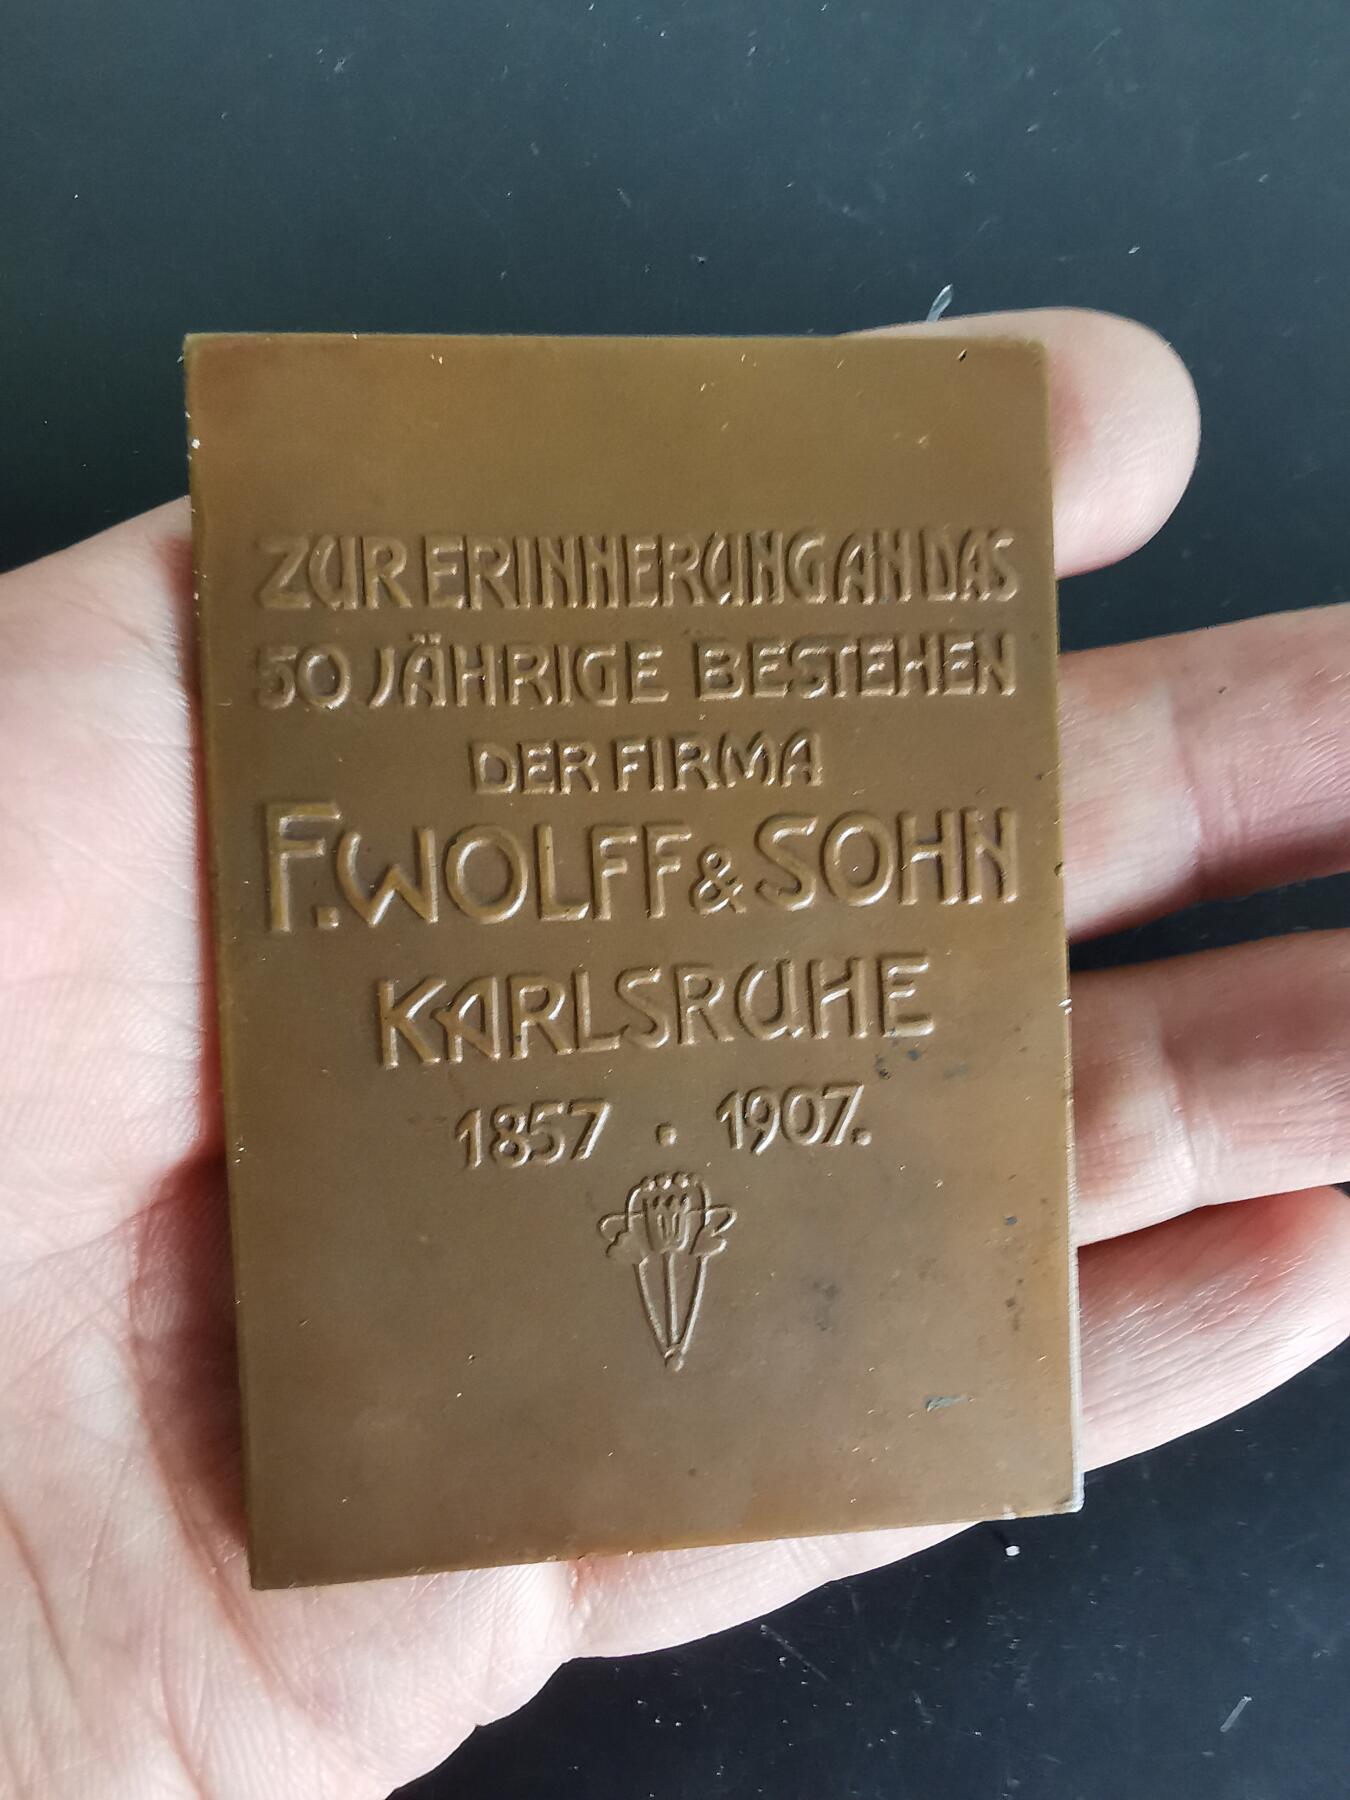 ZUR ERINNERUNG AN DAS
50 JÄHRIGE BESTEHEN
DER FIRMA
F. WOLFF & SOHN
KARLSRUHE
1857 · 1907.